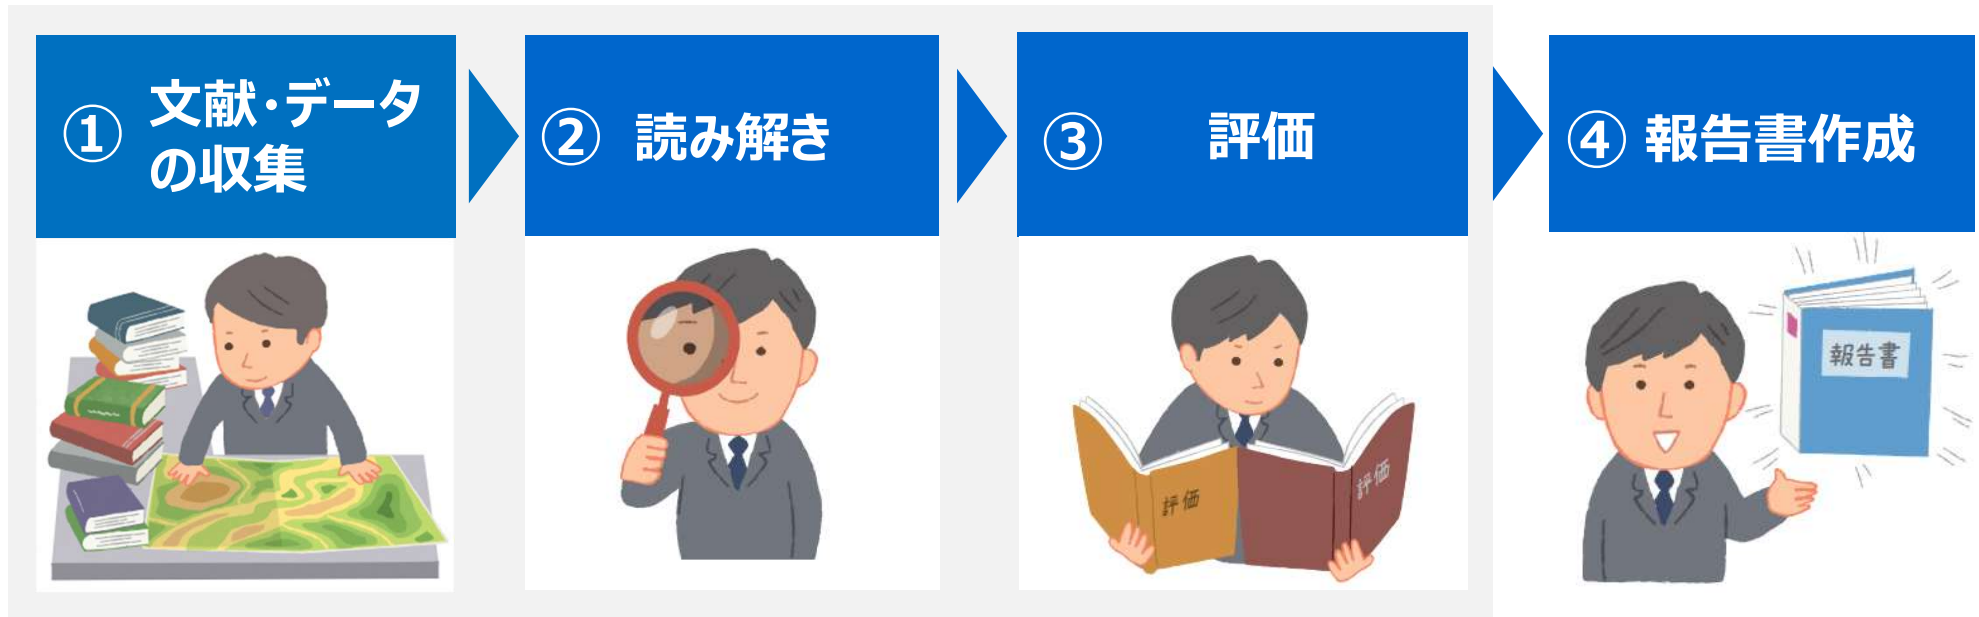 ① 文献・データ
の収集
② 読み解き
③ 評価
④ 報告書作成
評価
評価
報告書